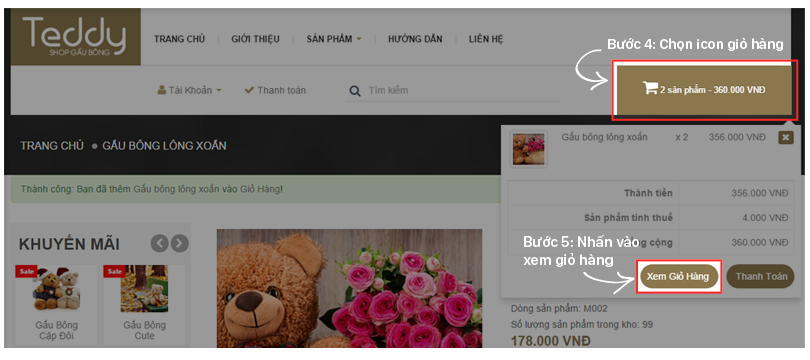 Teddy
SHOP GẤU BÔNG
TRANG CHỦ
GIỚI THIỆU
SẢN PHẨM
HƯỚNG DẪN
LIÊN HỆ
Bước 4: Chọn icon giỏ hàng
Tài Khoản
Thanh toán
Tìm kiếm
2 sản phẩm - 360.000 VNĐ
TRANG CHỦ GẤU BÔNG LÔNG XOẮN
Gấu bông lông xoắn x 2 356.000 VNĐ
Thành công: Bạn đã thêm Gấu bông lông xoắn vào Giỏ Hàng!
Thành tiền 356.000 VNĐ
Sản phẩm tính thuế 4.000 VNĐ
cộng 360.000 VNĐ
Bước 5: Nhấn vào
xem giỏ hàng
Xem Giỏ Hàng
Thanh Toán
KHUYẾN MÃI
Sale
Sale
Gấu Bông
Cặp Đôi
Gấu Bông
Cute
Dòng sản phẩm: M002
Số lượng sản phẩm trong kho: 99
178.000 VNĐ